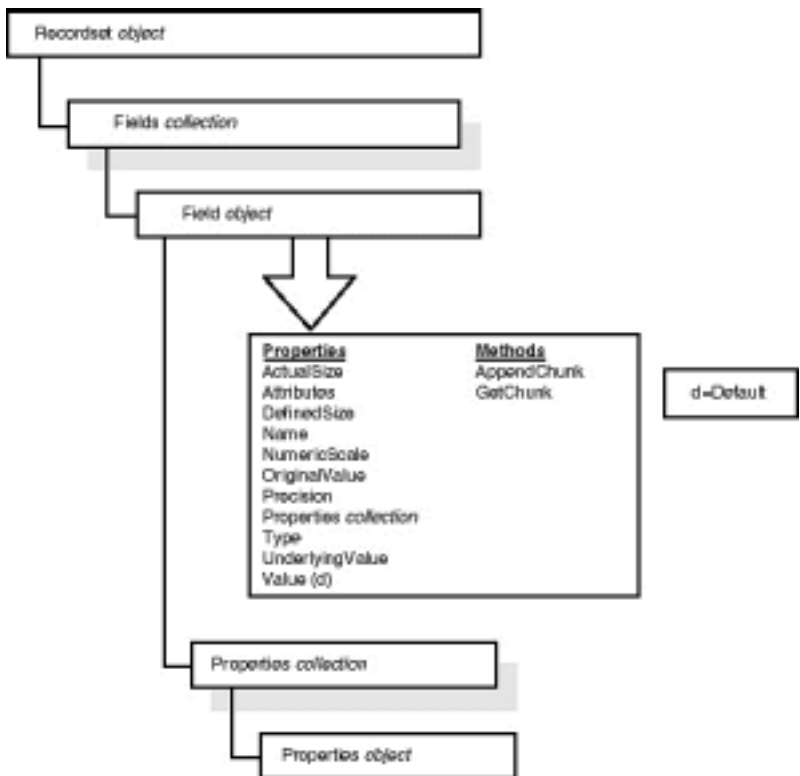 Recordset object
Fields collection
Field object
Properties Methods
ActualSize AppendChunk
Attributes GetChunk
DefinedSize
Name
NumericScale
OriginalValue
Precision
Properties collection
Type
UnderlyingValue
Value (d)
d=Default
Properties collection
Properties object